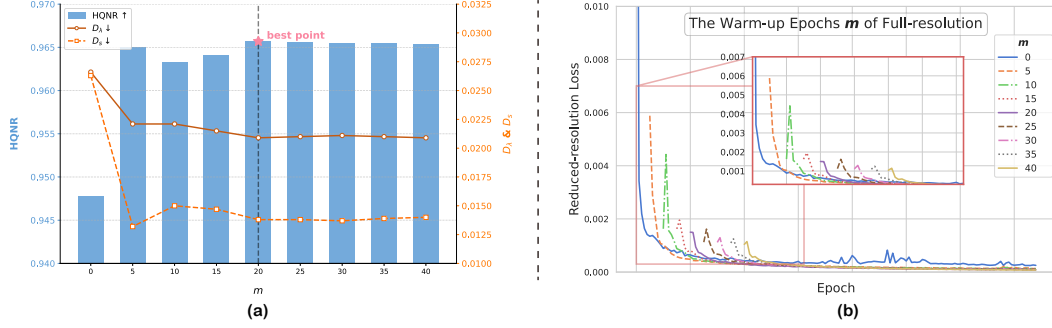 HQNR ↑
D_λ ↓
D_s ↓
best point
0.970
0.965
0.960
0.955
0.950
0.945
0.940
HQNR
0.0325
0.0300
0.0275
0.0250
0.0225
0.0200
0.0175
0.0150
0.0125
0.0100
D_λ & D_s
0 5 10 15 20 25 30 35 40
m
(a)
The Warm-up Epochs m of Full-resolution
0,010
0,008
0,006
0,004
0,002
0,000
Reduced-resolution Loss
0,007
0,006
0,005
0,004
0,003
0,002
0,001
m
0
5
10
15
20
25
30
35
40
Epoch
(b)